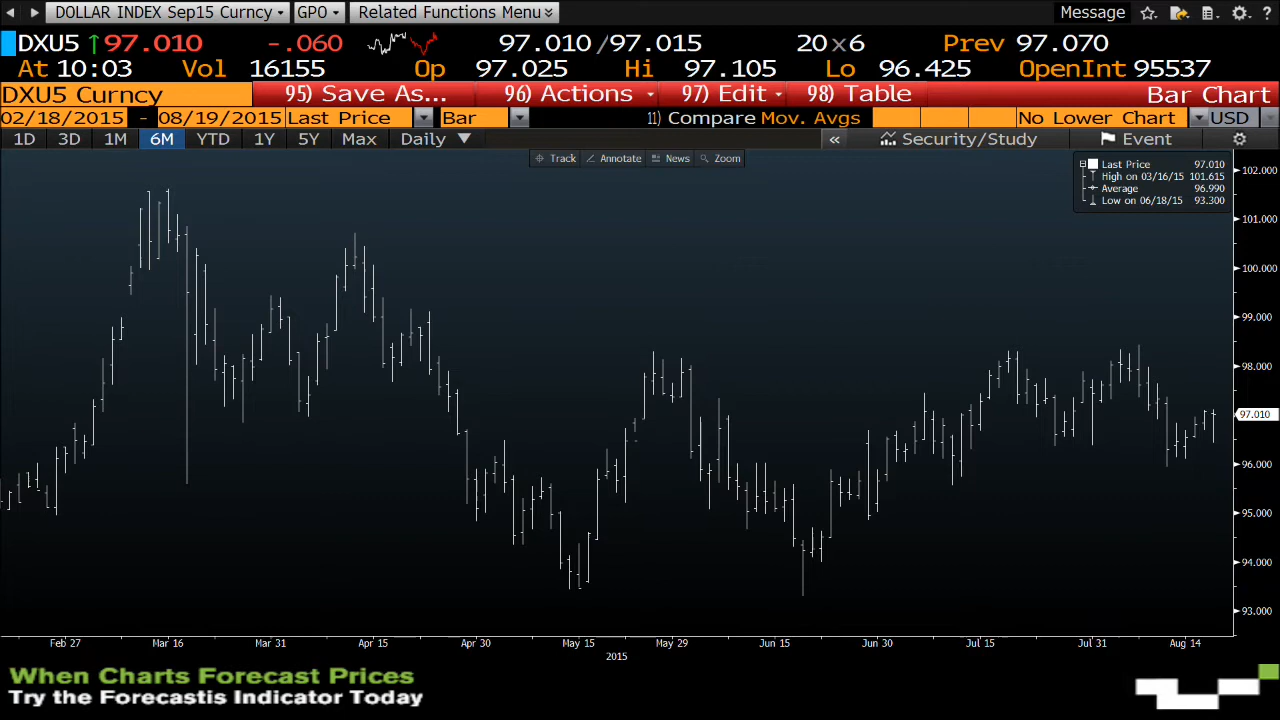 DOLLAR INDEX Sep15 Curncy GPO Related Functions Menu Message
DXU5 97.010 -.060 97.010 /97.015 20x6 Prev 97.070
At 10:03 Vol 16155 Op 97.025 Hi 97.105 Lo 96.425 OpenInt 95537
DXU5 Curncy 95) Save As... 96) Actions 97) Edit 98) Table Bar Chart
02/18/2015 - 08/19/2015 Last Price Bar 11) Compare Mov. Avgs No Lower Chart USD
1D 3D 1M 6M YTD 1Y 5Y Max Daily « Security/Study Event
Track Annotate News Zoom
Last Price 97.010
High on 03/16/15 101.615
Average 96.990
Low on 06/18/15 93.300
102.000
101.000
100.000
99.000
98.000
97.010
96.000
95.000
94.000
93.000
Feb 27 Mar 16 Mar 31 Apr 15 Apr 30 May 15 May 29 Jun 15 Jun 30 Jul 15 Jul 31 Aug 14
2015
When Charts Forecast Prices
Try the Forecastis Indicator Today